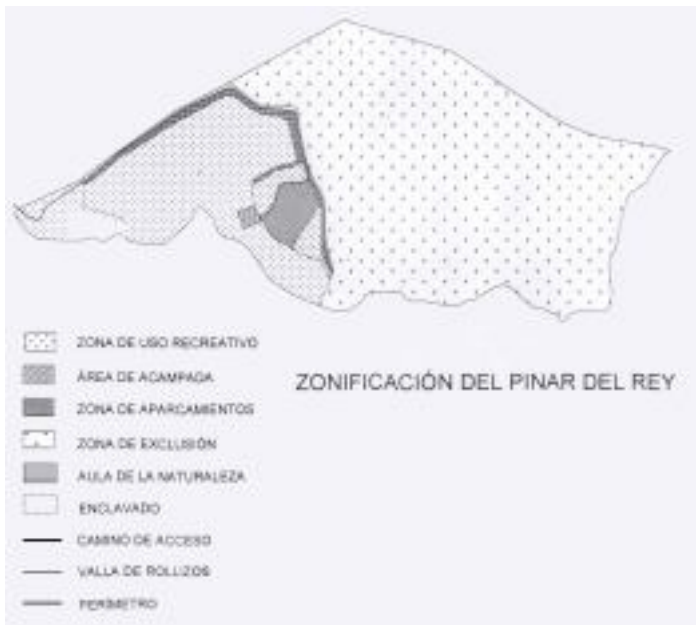 ZONA DE USO RECREATIVO
ÁREA DE ACAMPADA
ZONIFICACIÓN DEL PINAR DEL REY
ZONA DE APARCAMIENTOS
ZONA DE EXCLUSIÓN
AULA DE LA NATURALEZA
ENCLAVADO
CAMINO DE ACCESO
VALLA DE ROLLIZOS
PERÍMETRO